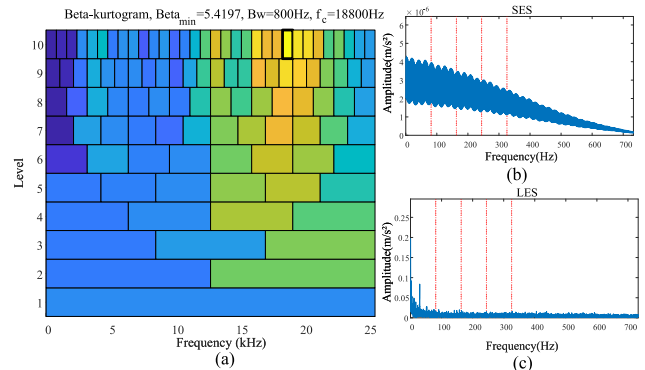 Beta-kurtogram, Beta_min=5.4197, Bw=800Hz, f_c=18800Hz
10
9
8
7
6
5
4
3
2
1
Level
0 5 10 15 20 25
Frequency (kHz)
(a)
SES
×10⁻⁶
6
5
4
3
2
1
0
Amplitude(m/s²)
0 100 200 300 400 500 600 700
Frequency(Hz)
(b)
LES
0.25
0.2
0.15
0.1
0.05
0
Amplitude(m/s²)
0 100 200 300 400 500 600 700
Frequency(Hz)
(c)